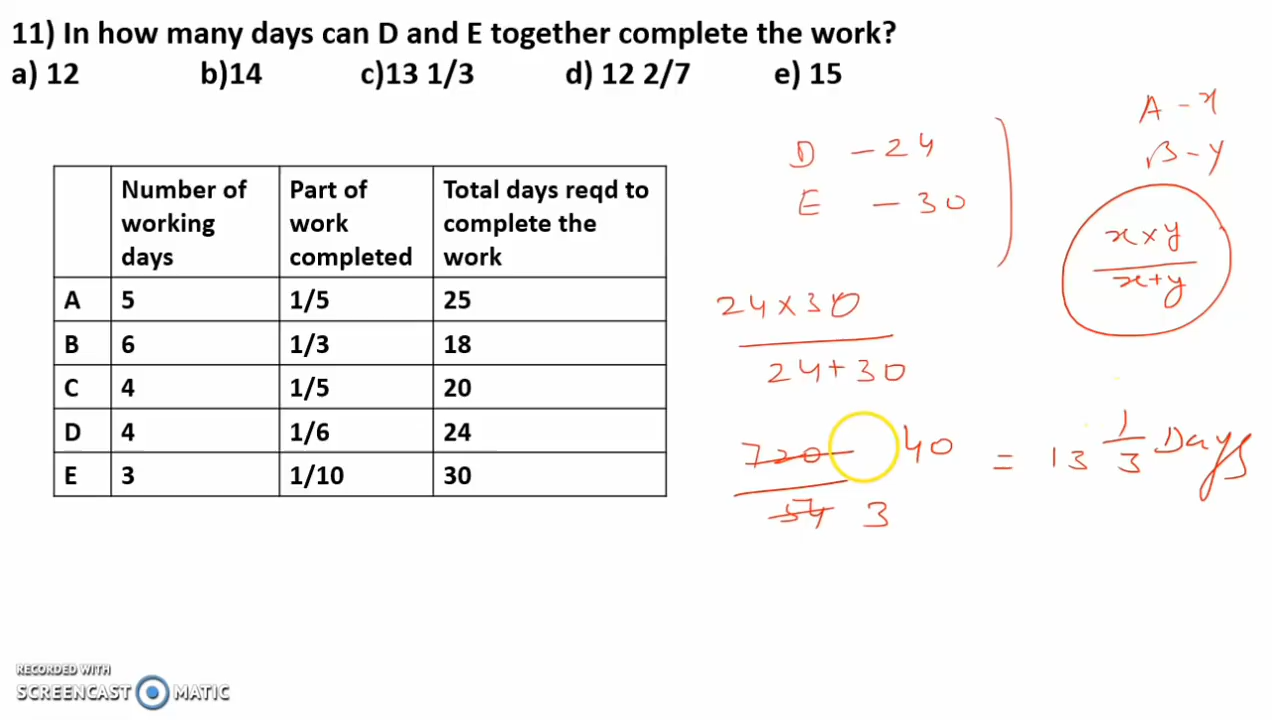 11) In how many days can D and E together complete the work?
a) 12 b)14 c)13 1/3 d) 12 2/7 e) 15
Number of working days Part of work completed Total days reqd to complete the work
A 5 1/5 25
B 6 1/3 18
C 4 1/5 20
D 4 1/6 24
E 3 1/10 30
D - 24
E - 30
A - x
B - y
x × y
x + y
24 × 30
24 + 30
720 40
54 3
= 13 1/3 Days
RECORDED WITH
SCREENCAST MATIC